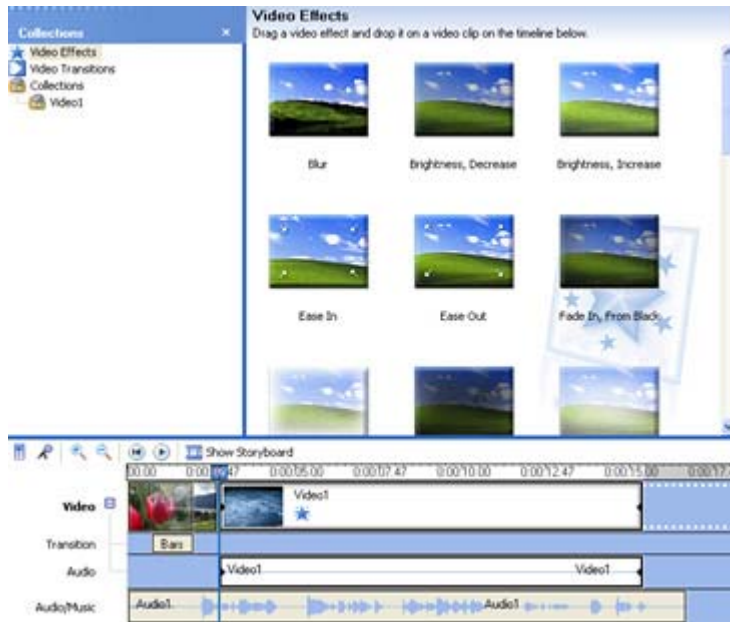 Video Effects
Collections ×
Drag a video effect and drop it on a video clip on the timeline below.
Video Effects
Video Transitions
Collections
Video1
Blur
Brightness, Decrease
Brightness, Increase
Ease In
Ease Out
Fade In, From Black
Show Storyboard
00.00 0:00:05.00 0:00:07.47 0:00:10.00 0:00:12.47 0:00:15.00
Video
Video1
Transition
Bars
Audio
Video1
Video1
Audio/Music
Audio1
Audio1